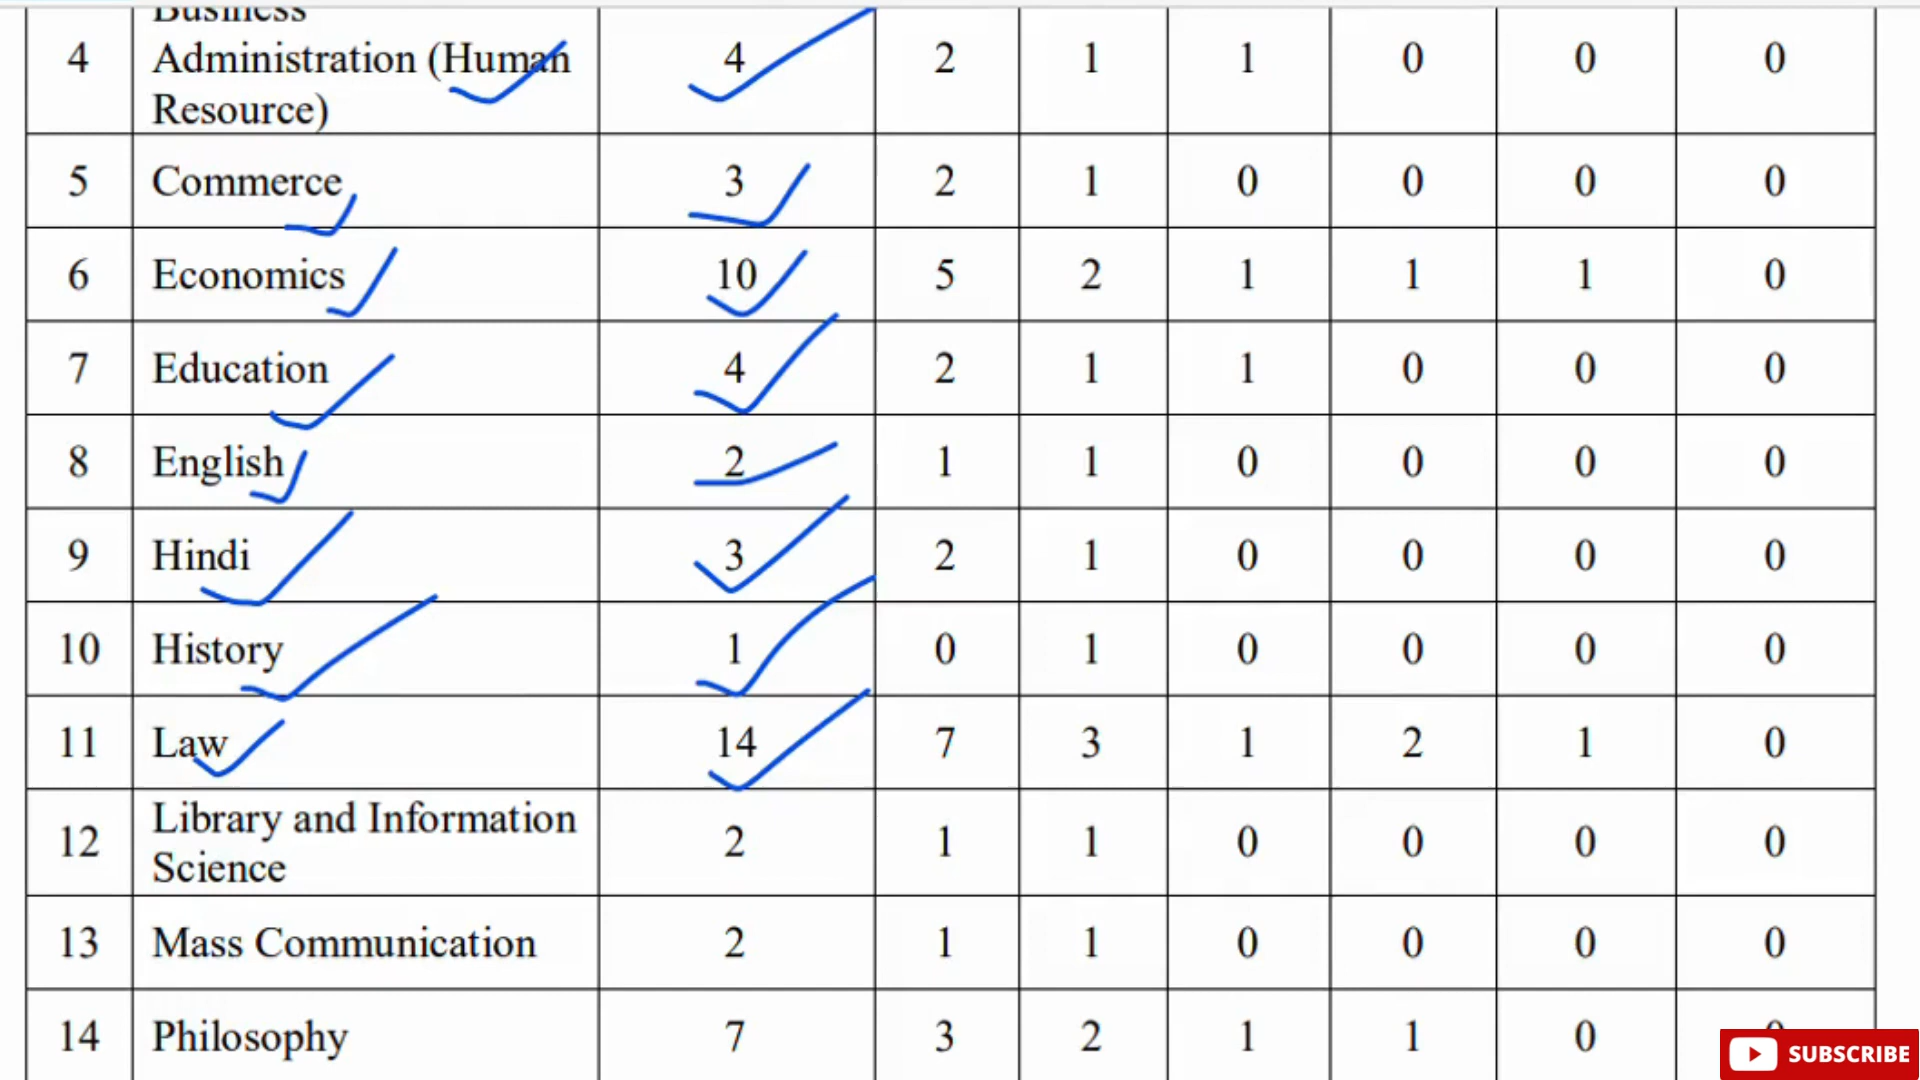 Business
4 Administration (Human 4 2 1 1 0 0 0
Resource)
5 Commerce 3 2 1 0 0 0 0
6 Economics 10 5 2 1 1 1 0
7 Education 4 2 1 1 0 0 0
8 English 2 1 1 0 0 0 0
9 Hindi 3 2 1 0 0 0 0
10 History 1 0 1 0 0 0 0
11 Law 14 7 3 1 2 1 0
Library and Information
12 2 1 1 0 0 0 0
Science
13 Mass Communication 2 1 1 0 0 0 0
14 Philosophy 7 3 2 1 1 0 0
SUBSCRIBE